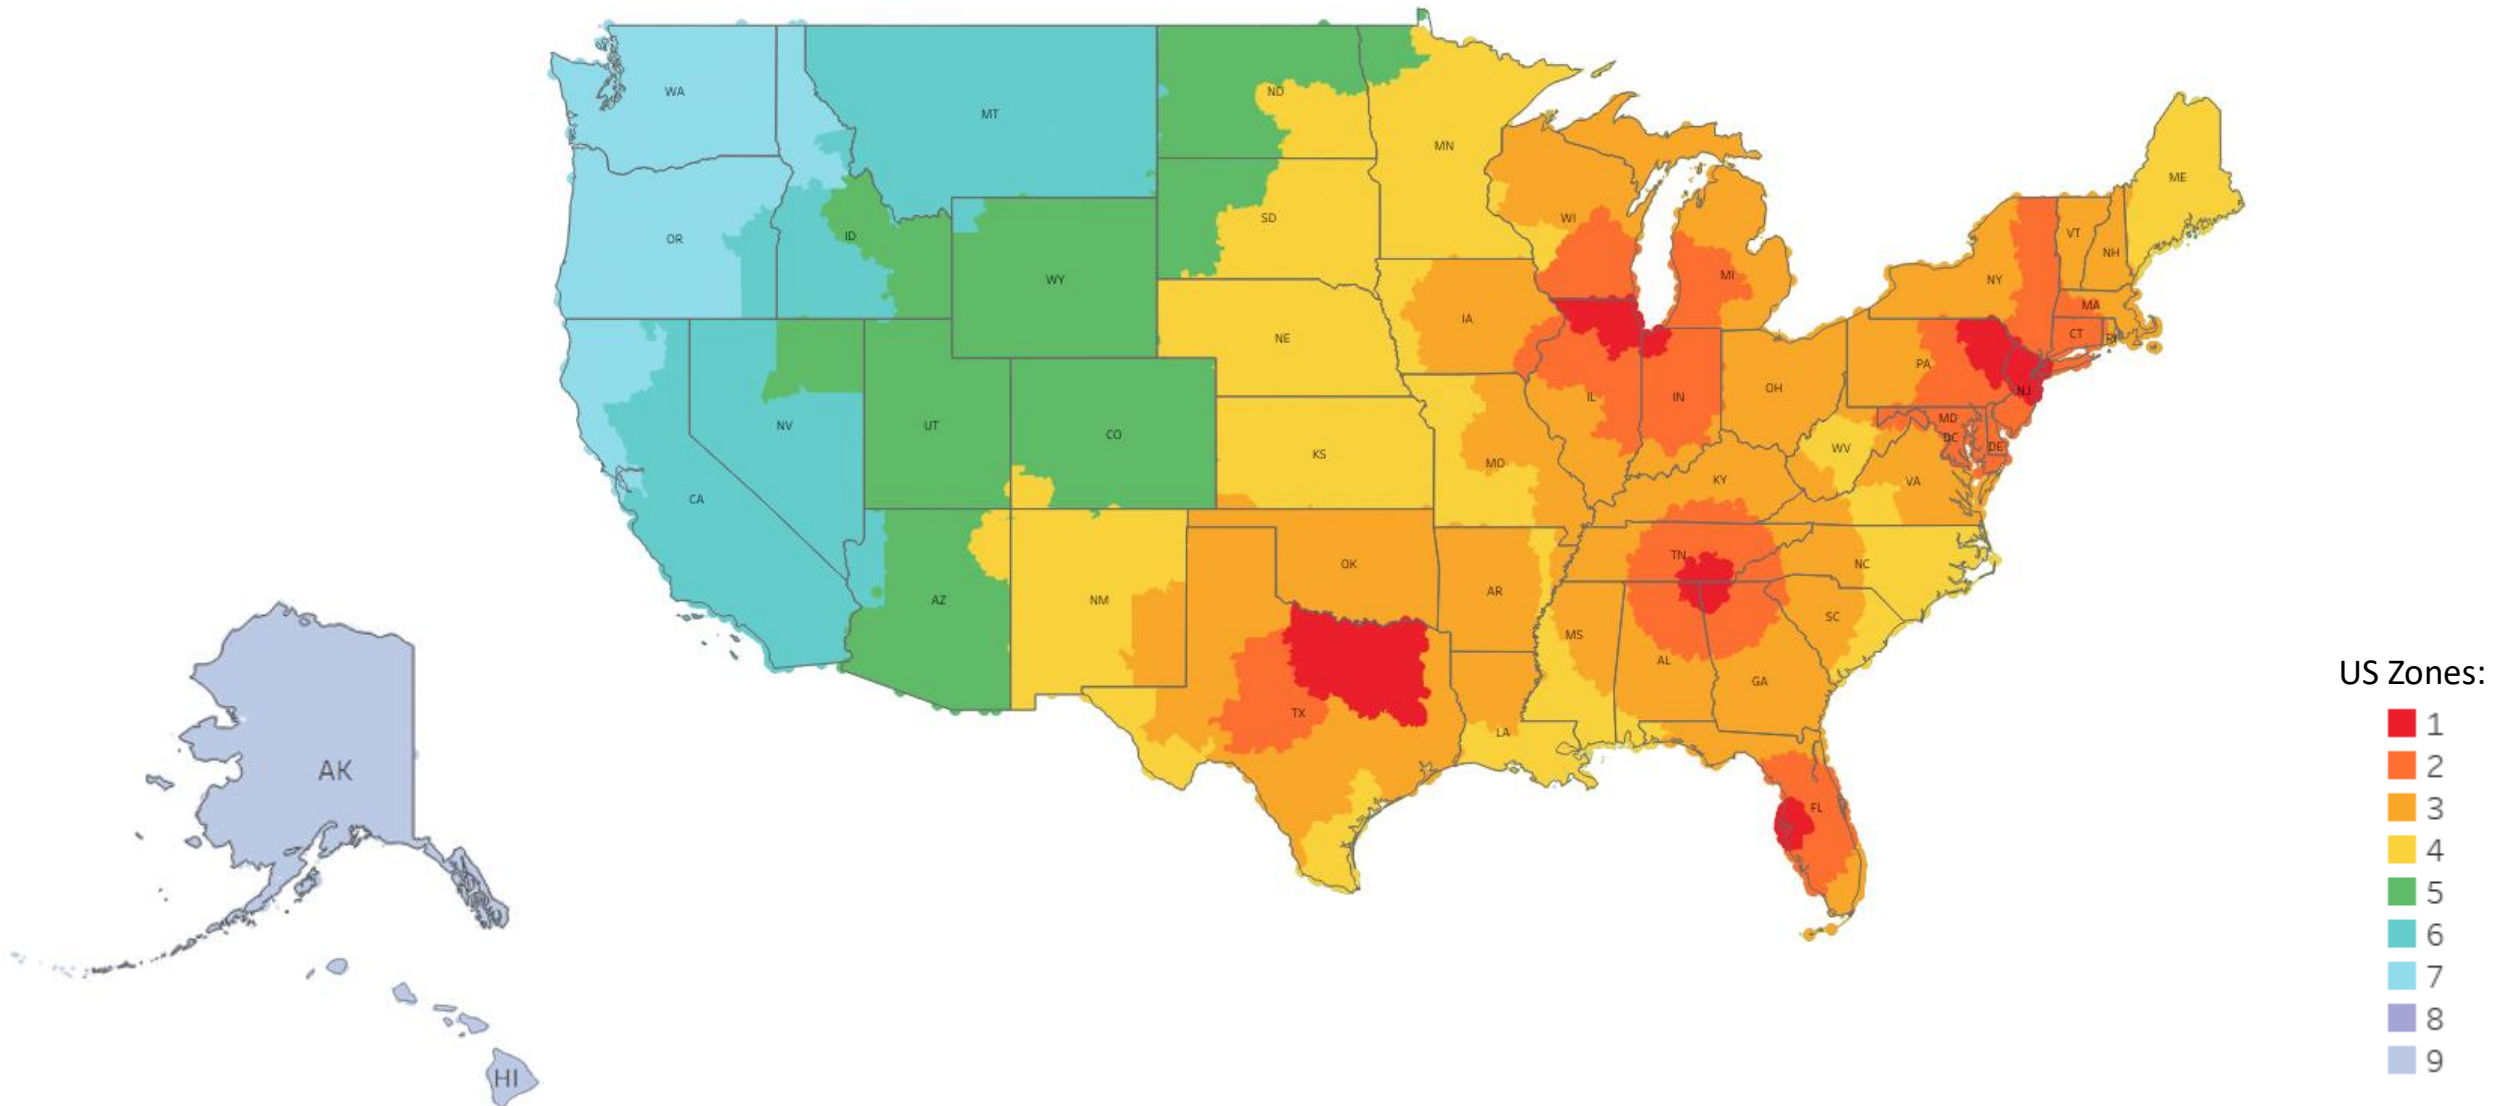 WA
MT
ND
MN
OR
ID
SD
WI
WY
MI
NY
VT
NH
ME
MA
CT
RI
IA
NE
PA
NJ
OH
IL
IN
NV
UT
CO
KS
MO
WV
MD
DC
DE
VA
KY
CA
AZ
NM
OK
AR
TN
NC
SC
MS
AL
GA
TX
LA
FL
AK
HI
US Zones:
1
2
3
4
5
6
7
8
9